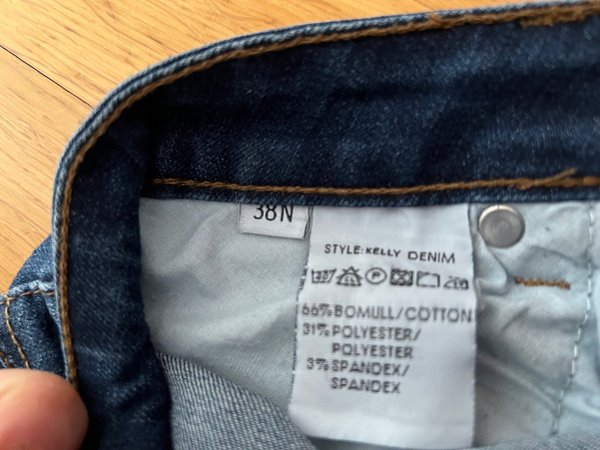 38N
STYLE:KELLY DENIM
66%BOMULL/COTTON
31%POLYESTER/
POLYESTER
3%SPANDEX/
SPANDEX